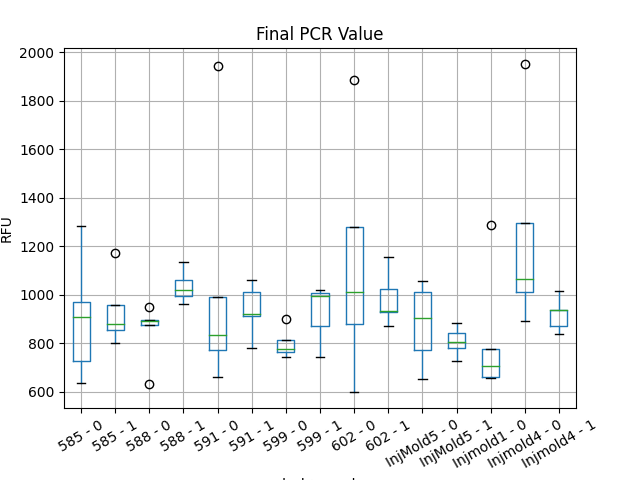 Final PCR Value
RFU
2000
1800
1600
1400
1200
1000
800
600
585 - 0
585 - 1
588 - 0
588 - 1
591 - 0
591 - 1
599 - 0
599 - 1
602 - 0
602 - 1
InjMold5 - 0
InjMold5 - 1
Injmold1 - 0
Injmold4 - 0
Injmold4 - 1